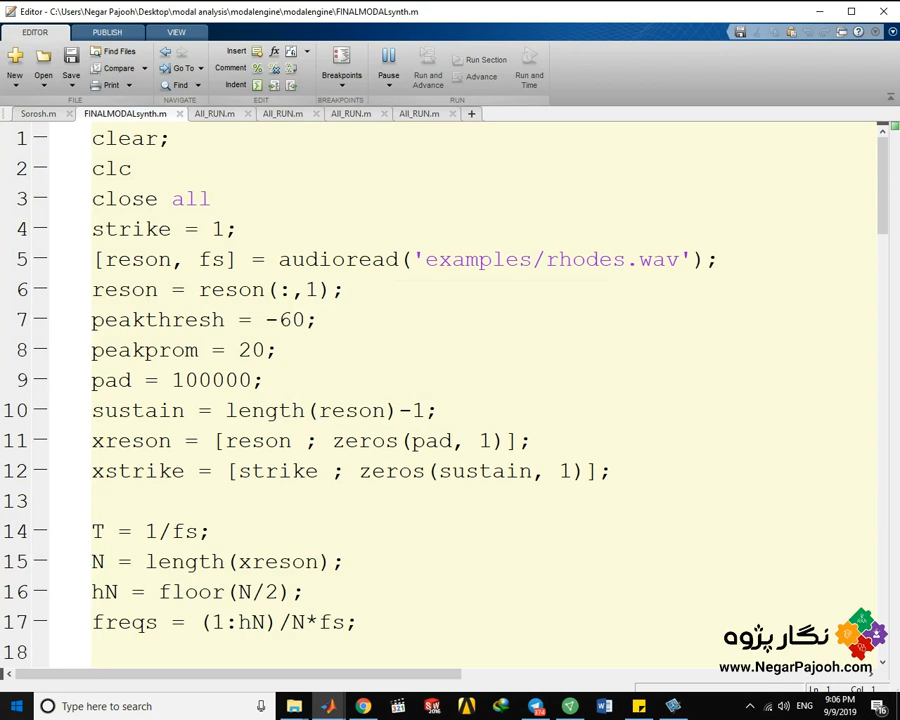 Editor - C:\Users\Negar Pajooh\Desktop\modal analysis\modalengine\modalengine\FINALMODALsynth.m
EDITOR PUBLISH VIEW
New Open Save Find Files Compare Print
Go To Find
Insert Comment Indent
Breakpoints Pause Run and Advance Run Section Advance Run and Time
FILE NAVIGATE EDIT BREAKPOINTS RUN
Sorosh.m FINALMODALsynth.m All_RUN.m All_RUN.m All_RUN.m All_RUN.m
1 clear;
2 clc
3 close all
4 strike = 1;
5 [reson, fs] = audioread('examples/rhodes.wav');
6 reson = reson(:,1);
7 peakthresh = -60;
8 peakprom = 20;
9 pad = 100000;
10 sustain = length(reson)-1;
11 xreson = [reson ; zeros(pad, 1)];
12 xstrike = [strike ; zeros(sustain, 1)];
13
14 T = 1/fs;
15 N = length(xreson);
16 hN = floor(N/2);
17 freqs = (1:hN)/N*fs;
18
نگار پژوه
www.NegarPajooh.com
Ln 1 Col 1
Type here to search
ENG 9:06 PM
9/9/2019